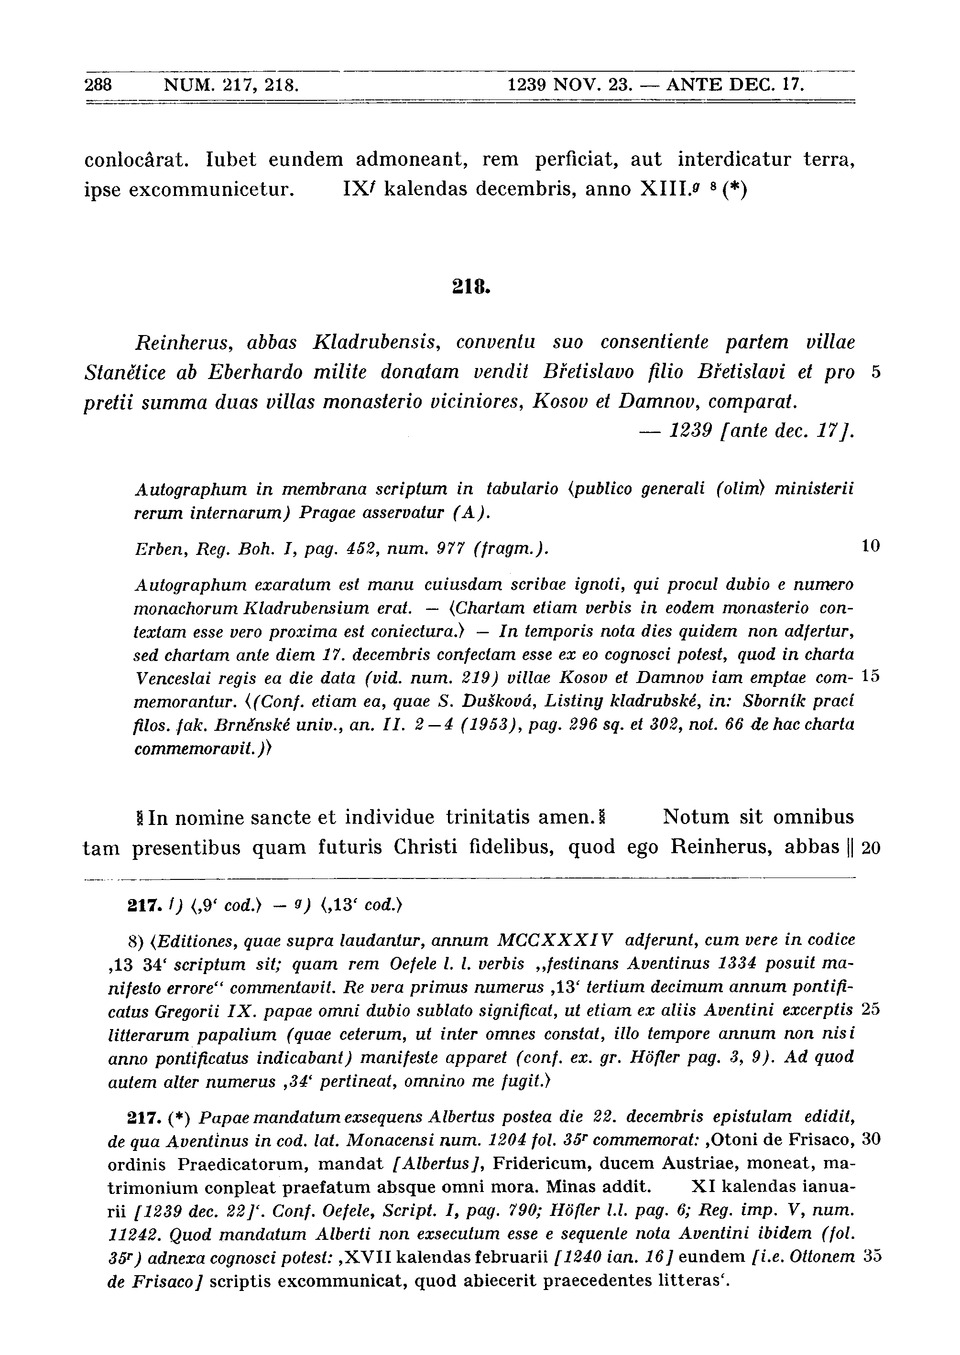 288 NUM. 217, 218. 1239 NOV. 23. — ANTE DEC. 17.
conlocârat. Iubet eundem admoneant, rem perficiat, aut interdicatur terra,
ipse excommunicetur. IXᶠ kalendas decembris, anno XIII.ᵍ ⁸ (*)
218.
Reinherus, abbas Kladrubensis, conventu suo consentiente partem villae
Stanětice ab Eberhardo milite donatam vendit Břetislavo filio Břetislavi et pro 5
pretii summa duas villas monasterio viciniores, Kosov et Damnov, comparat.
— 1239 [ante dec. 17].
Autographum in membrana scriptum in tabulario ⟨publico generali (olim⟩ ministerii
rerum internarum) Pragae asservatur (A).
Erben, Reg. Boh. I, pag. 452, num. 977 (fragm.). 10
Autographum exaratum est manu cuiusdam scribae ignoti, qui procul dubio e numero
monachorum Kladrubensium erat. — ⟨Chartam etiam verbis in eodem monasterio con-
textam esse vero proxima est coniectura.⟩ — In temporis nota dies quidem non adfertur,
sed chartam ante diem 17. decembris confectam esse ex eo cognosci potest, quod in charta
Venceslai regis ea die data (vid. num. 219) villae Kosov et Damnov iam emptae com- 15
memorantur. ⟨(Conf. etiam ea, quae S. Dušková, Listiny kladrubské, in: Sborník prací
filos. fak. Brněnské univ., an. II. 2—4 (1953), pag. 296 sq. et 302, not. 66 de hac charta
commemoravit.)⟩
⁞ In nomine sancte et individue trinitatis amen. ⁞ Notum sit omnibus
tam presentibus quam futuris Christi fidelibus, quod ego Reinherus, abbas || 20
217. f) ⟨‚9‘ cod.⟩ — g) ⟨‚13‘ cod.⟩
8) ⟨Editiones, quae supra laudantur, annum MCCXXXIV adferunt, cum vere in codice
‚13 34‘ scriptum sit; quam rem Oefele l. l. verbis „festinans Aventinus 1334 posuit ma-
nifesto errore“ commentavit. Re vera primus numerus ‚13‘ tertium decimum annum pontifi-
catus Gregorii IX. papae omni dubio sublato significat, ut etiam ex aliis Aventini excerptis 25
litterarum papalium (quae ceterum, ut inter omnes constat, illo tempore annum non nisi
anno pontificatus indicabant) manifeste apparet (conf. ex. gr. Höfler pag. 3, 9). Ad quod
autem alter numerus ‚34‘ pertineat, omnino me fugit.⟩
217. (*) Papae mandatum exsequens Albertus postea die 22. decembris epistulam edidit,
de qua Aventinus in cod. lat. Monacensi num. 1204 fol. 35ʳ commemorat: ‚Otoni de Frisaco, 30
ordinis Praedicatorum, mandat [Albertus], Fridericum, ducem Austriae, moneat, ma-
trimonium conpleat praefatum absque omni mora. Minas addit. XI kalendas ianua-
rii [1239 dec. 22]‘. Conf. Oefele, Script. I, pag. 790; Höfler l.l. pag. 6; Reg. imp. V, num.
11242. Quod mandatum Alberti non exsecutum esse e sequente nota Aventini ibidem (fol.
35ʳ) adnexa cognosci potest: ‚XVII kalendas februarii [1240 ian. 16] eundem [i.e. Ottonem 35
de Frisaco] scriptis excommunicat, quod abiecerit praecedentes litteras‘.